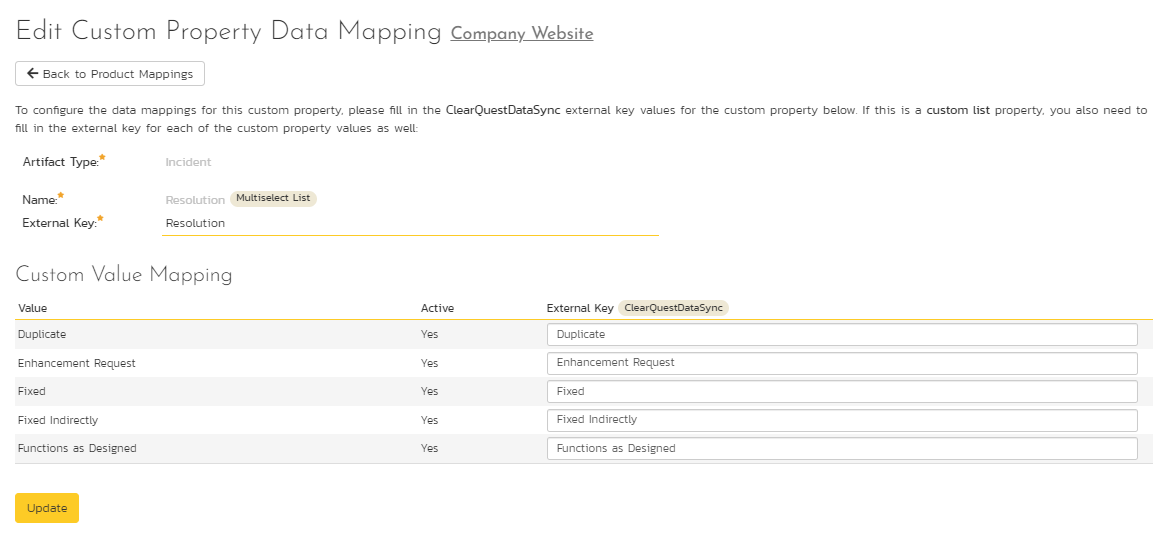 Edit Custom Property Data Mapping Company Website
Back to Product Mappings
To configure the data mappings for this custom property, please fill in the ClearQuestDataSync external key values for the custom property below. If this is a custom list property, you also need to
fill in the external key for each of the custom property values as well:
Artifact Type:* Incident
Name:* Resolution Multiselect List
External Key:* Resolution
Custom Value Mapping
Value Active External Key ClearQuestDataSync
Duplicate Yes Duplicate
Enhancement Request Yes Enhancement Request
Fixed Yes Fixed
Fixed Indirectly Yes Fixed Indirectly
Functions as Designed Yes Functions as Designed
Update